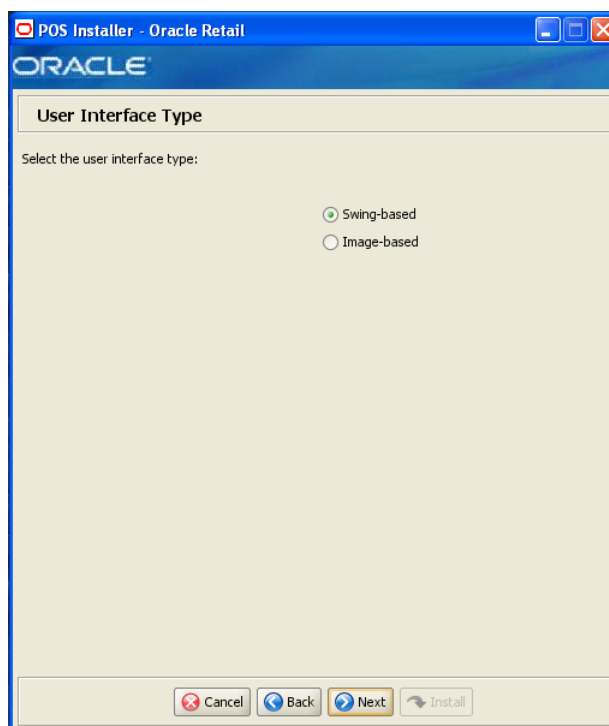 POS Installer - Oracle Retail
ORACLE
User Interface Type
Select the user interface type:
Swing-based
Image-based
Cancel Back Next Install